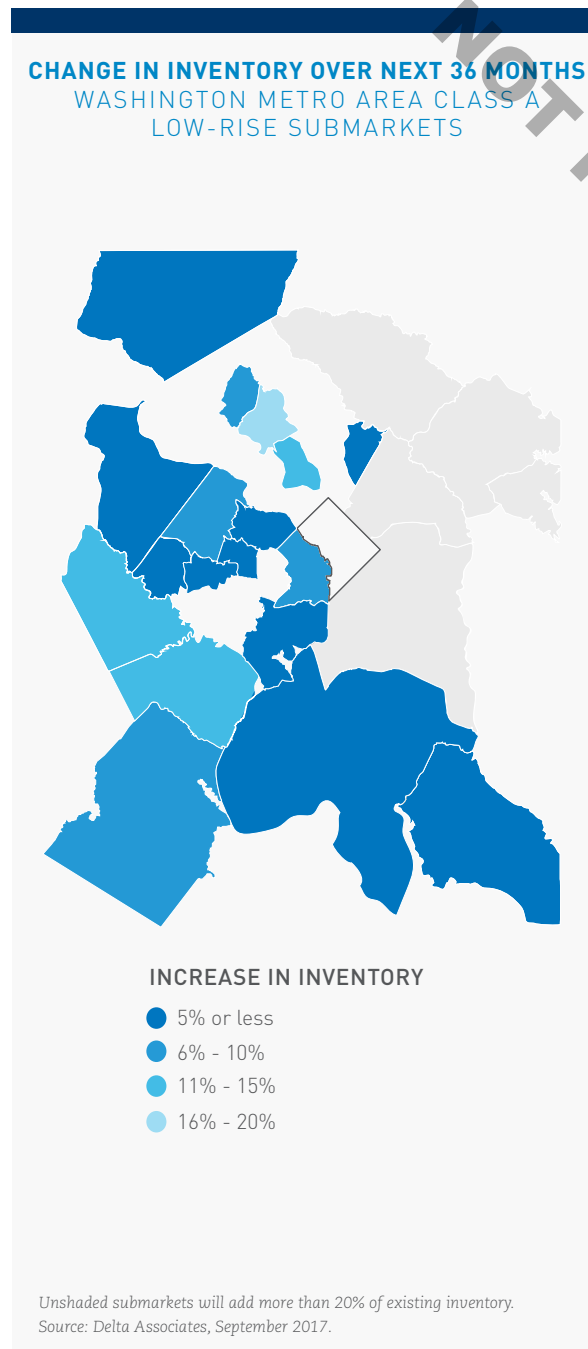 CHANGE IN INVENTORY OVER NEXT 36 MONTHS
WASHINGTON METRO AREA CLASS A
LOW-RISE SUBMARKETS
NOT
INCREASE IN INVENTORY
5% or less
6% - 10%
11% - 15%
16% - 20%
Unshaded submarkets will add more than 20% of existing inventory.
Source: Delta Associates, September 2017.